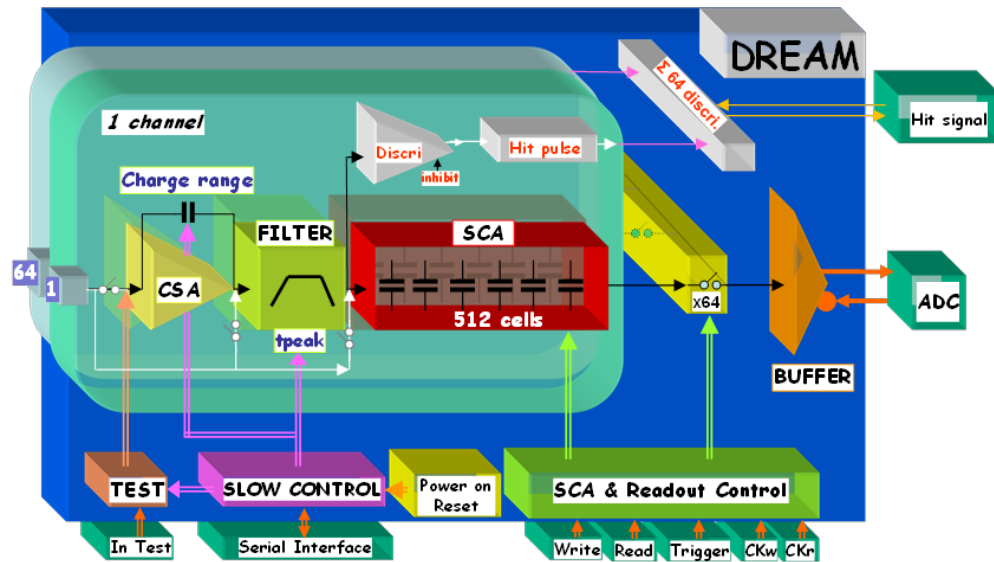 DREAM
Σ 64 discri.
Hit signal
1 channel
Discri
inhibit
Hit pulse
Charge range
FILTER
SCA
64
1
CSA
tpeak
512 cells
x64
ADC
BUFFER
TEST
SLOW CONTROL
Power on
Reset
SCA & Readout Control
In Test
Serial Interface
Write
Read
Trigger
CKw
CKr